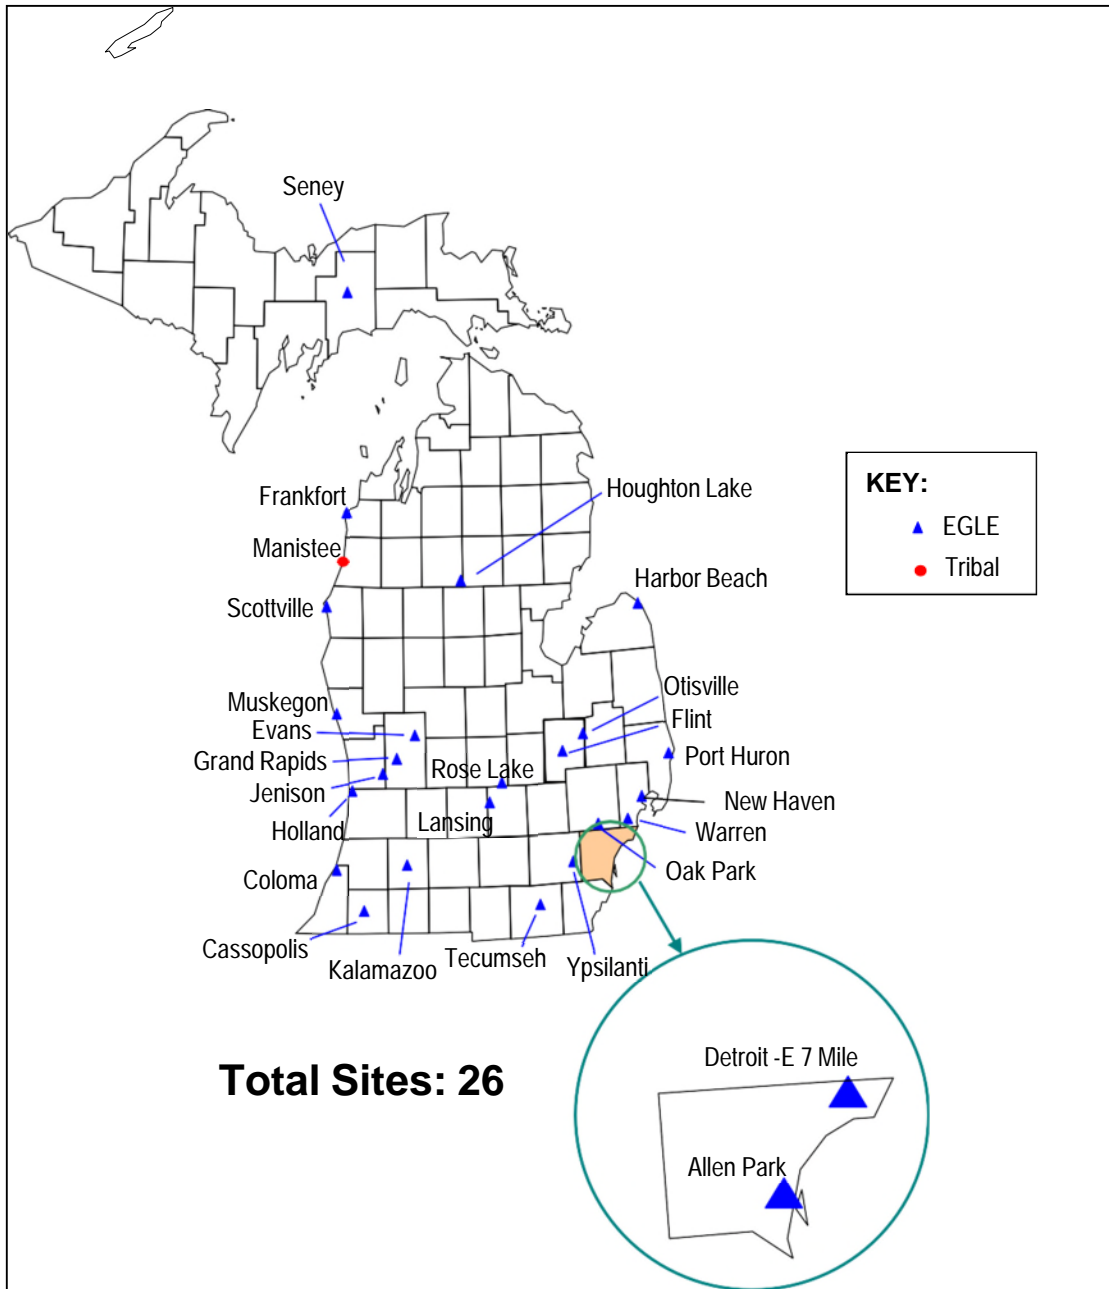 Seney
Frankfort
Houghton Lake
KEY:
EGLE
Tribal
Manistee
Harbor Beach
Scottville
Otisville
Muskegon
Flint
Evans
Grand Rapids
Port Huron
Rose Lake
Jenison
New Haven
Holland
Lansing
Warren
Oak Park
Coloma
Cassopolis
Kalamazoo
Tecumseh
Ypsilanti
Total Sites: 26
Detroit -E 7 Mile
Allen Park